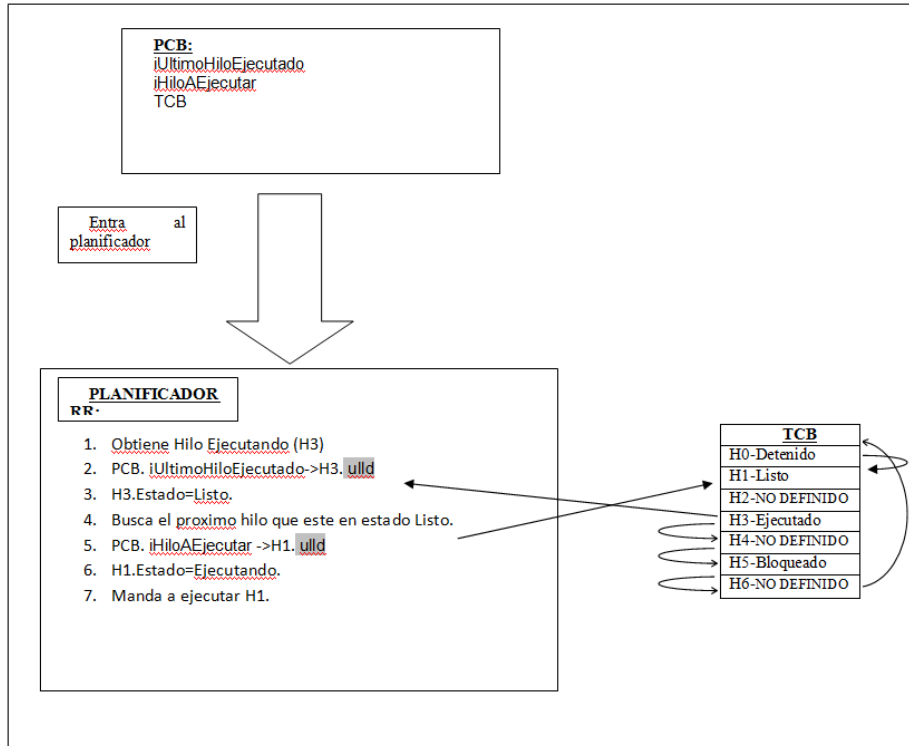 PCB:
iUltimoHiloEjecutado
iHiloAEjecutar
TCB
Entra al
planificador
PLANIFICADOR
RR:
1. Obtiene Hilo Ejecutando (H3)
2. PCB. iUltimoHiloEjecutado->H3. uIId
3. H3.Estado=Listo.
4. Busca el proximo hilo que este en estado Listo.
5. PCB. iHiloAEjecutar ->H1. uIId
6. H1.Estado=Ejecutando.
7. Manda a ejecutar H1.
TCB
H0-Detenido
H1-Listo
H2-NO DEFINIDO
H3-Ejecutado
H4-NO DEFINIDO
H5-Bloqueado
H6-NO DEFINIDO